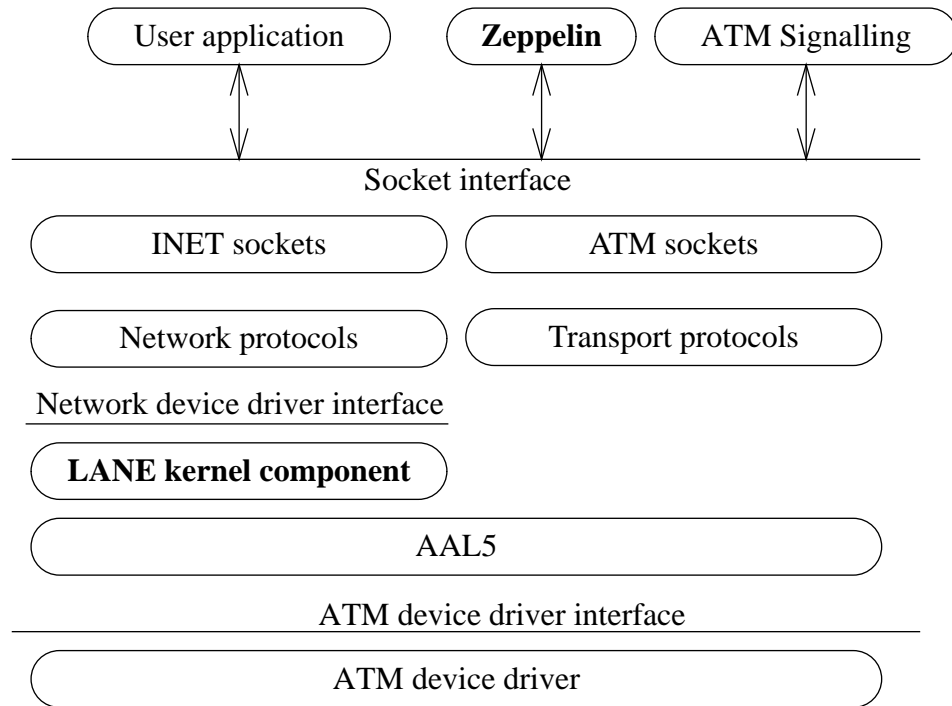 User application
Zeppelin
ATM Signalling
Socket interface
INET sockets
ATM sockets
Network protocols
Transport protocols
Network device driver interface
LANE kernel component
AAL5
ATM device driver interface
ATM device driver